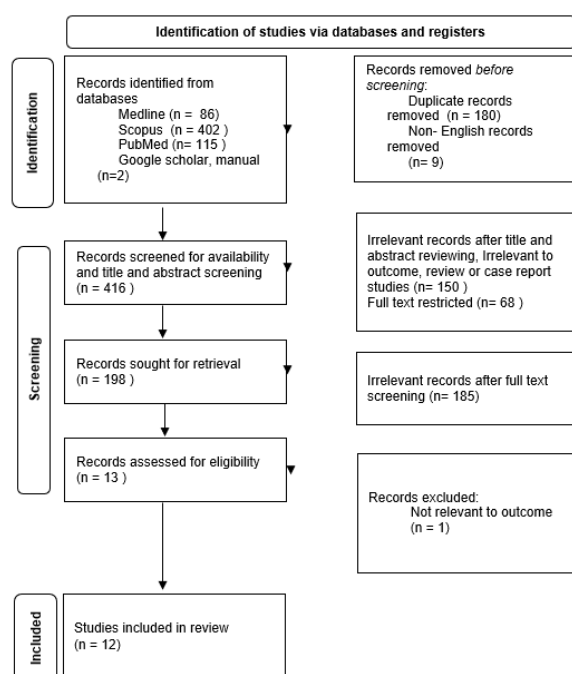 Identification of studies via databases and registers
Identification
Records identified from
databases
Medline (n = 86)
Scopus (n = 402 )
PubMed (n= 115 )
Google scholar, manual
(n=2)
Records removed before
screening:
Duplicate records
removed (n = 180)
Non- English records
removed
(n= 9)
Screening
Records screened for availability
and title and abstract screening
(n = 416)
Irrelevant records after title and
abstract reviewing, Irrelevant to
outcome, review or case report
studies (n= 150 )
Full text restricted (n= 68 )
Records sought for retrieval
(n = 198)
Irrelevant records after full text
screening (n= 185)
Records assessed for eligibility
(n = 13 )
Records excluded:
Not relevant to outcome
(n = 1)
Included
Studies included in review
(n = 12)